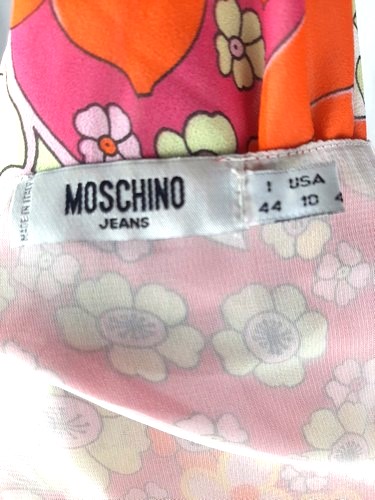 MADE IN ITALY
MOSCHINO
JEANS
I USA
44 10 4